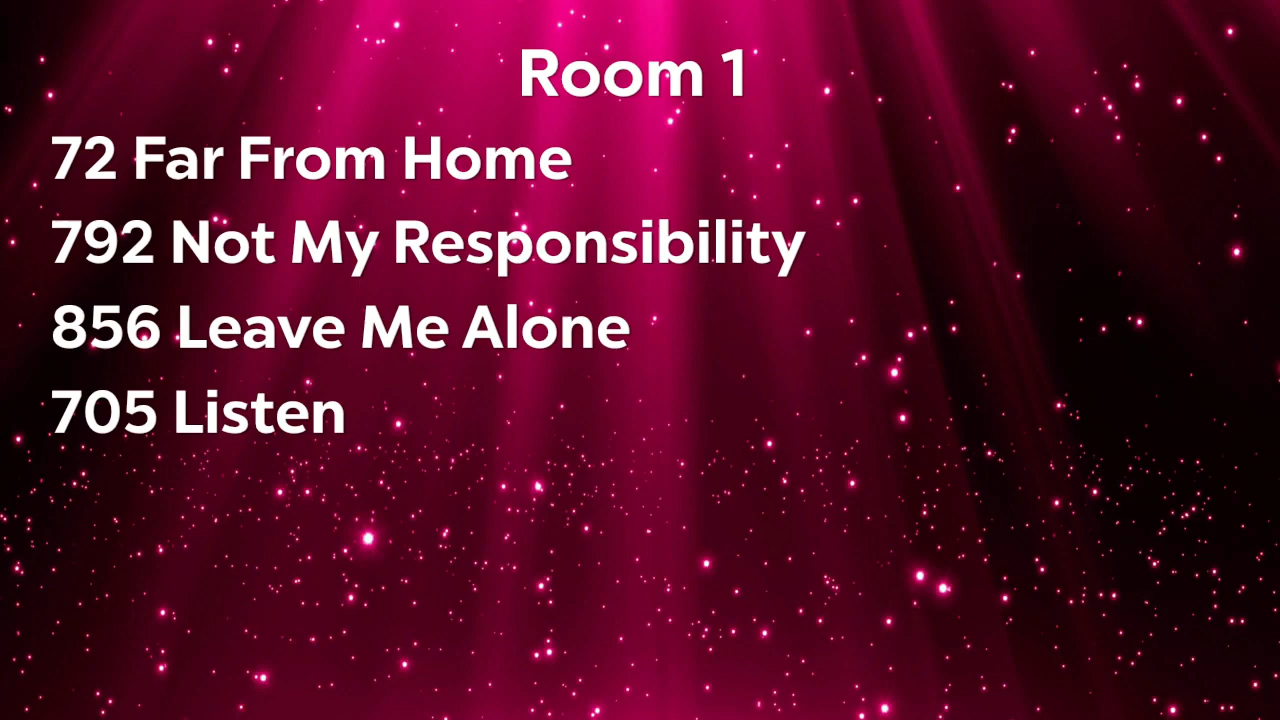 Room 1
72 Far From Home
792 Not My Responsibility
856 Leave Me Alone
705 Listen